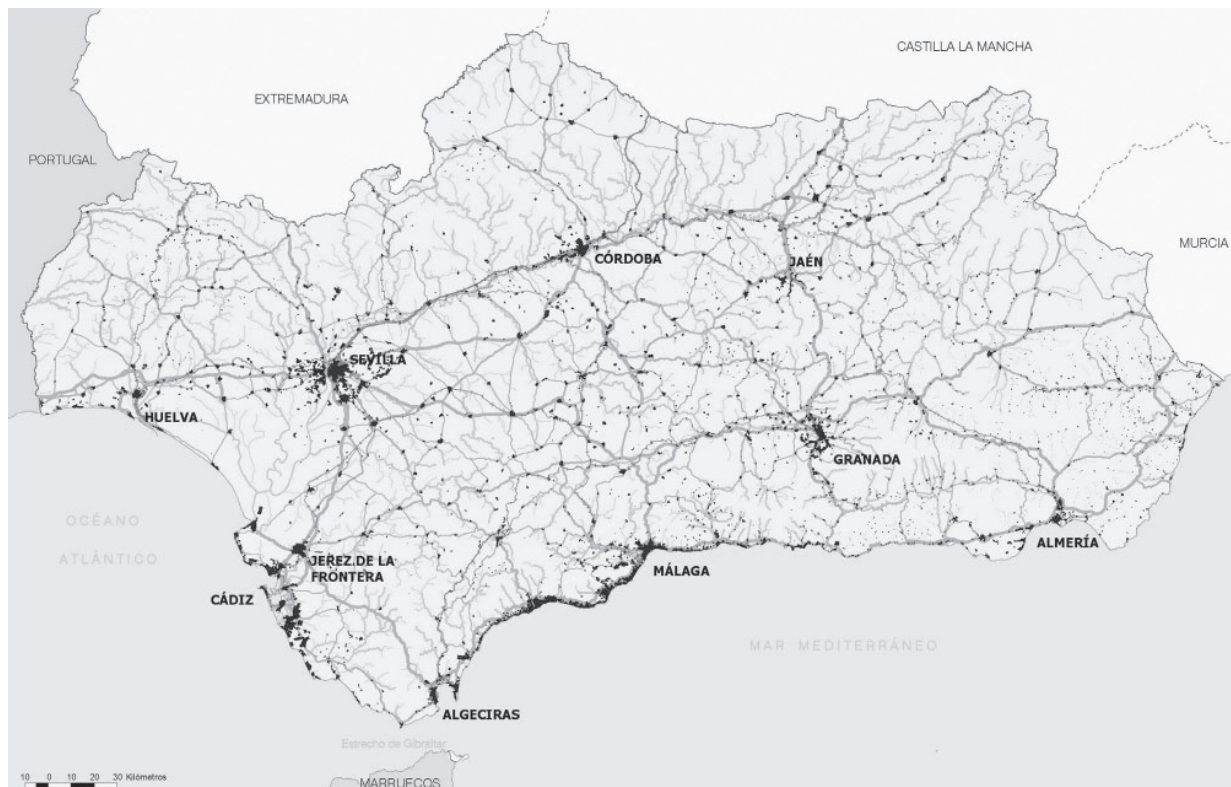 CASTILLA LA MANCHA
EXTREMADURA
PORTUGAL
MURCIA
CÓRDOBA
JAÉN
SEVILLA
HUELVA
GRANADA
OCÉANO
ATLÁNTICO
ALMERÍA
JEREZ DE LA
FRONTERA
MÁLAGA
CÁDIZ
MAR MEDITERRÁNEO
ALGECIRAS
Estrecho de Gibraltar
10 0 10 20 30 Kilómetros
MARRUECOS